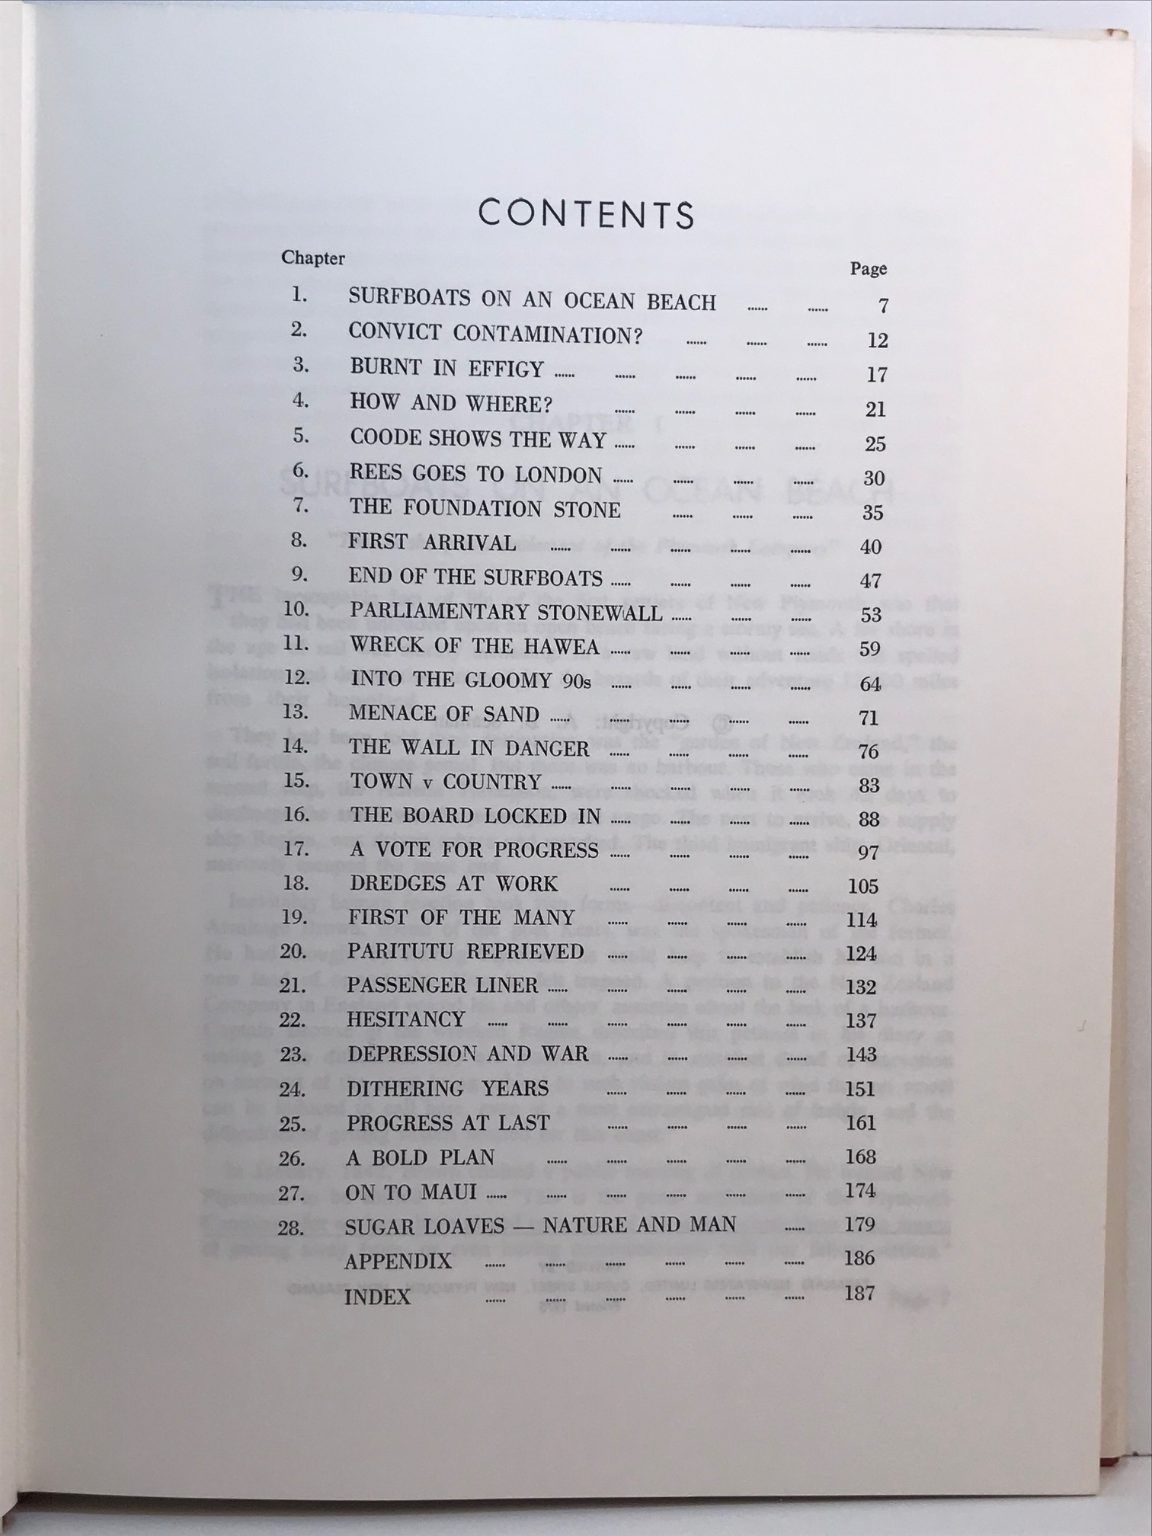 CONTENTS
Chapter Page
1. SURFBOATS ON AN OCEAN BEACH ...... ...... 7
2. CONVICT CONTAMINATION? ...... ...... ...... 12
3. BURNT IN EFFIGY ...... ...... ...... ...... ...... 17
4. HOW AND WHERE? ...... ...... ...... ...... 21
5. COODE SHOWS THE WAY ...... ...... ...... ...... 25
6. REES GOES TO LONDON ...... ...... ...... ...... 30
7. THE FOUNDATION STONE ...... ...... ...... 35
8. FIRST ARRIVAL ...... ...... ...... ...... ...... 40
9. END OF THE SURFBOATS ...... ...... ...... ...... 47
10. PARLIAMENTARY STONEWALL ...... ...... ...... 53
11. WRECK OF THE HAWEA ...... ...... ...... ...... 59
12. INTO THE GLOOMY 90s ...... ...... ...... ...... 64
13. MENACE OF SAND ...... ...... ...... ...... ...... 71
14. THE WALL IN DANGER ...... ...... ...... ...... 76
15. TOWN v COUNTRY ...... ...... ...... ...... ...... 83
16. THE BOARD LOCKED IN ...... ...... ...... ...... 88
17. A VOTE FOR PROGRESS ...... ...... ...... ...... 97
18. DREDGES AT WORK ...... ...... ...... ...... 105
19. FIRST OF THE MANY ...... ...... ...... ...... 114
20. PARITUTU REPRIEVED ...... ...... ...... ...... 124
21. PASSENGER LINER ...... ...... ...... ...... ...... 132
22. HESITANCY ...... ...... ...... ...... ...... ...... 137
23. DEPRESSION AND WAR ...... ...... ...... ...... 143
24. DITHERING YEARS ...... ...... ...... ...... 151
25. PROGRESS AT LAST ...... ...... ...... ...... 161
26. A BOLD PLAN ...... ...... ...... ...... ...... 168
27. ON TO MAUI ...... ...... ...... ...... ...... ...... 174
28. SUGAR LOAVES — NATURE AND MAN ...... 179
APPENDIX ...... ...... ...... ...... ...... ...... 186
INDEX ...... ...... ...... ...... ...... ...... 187